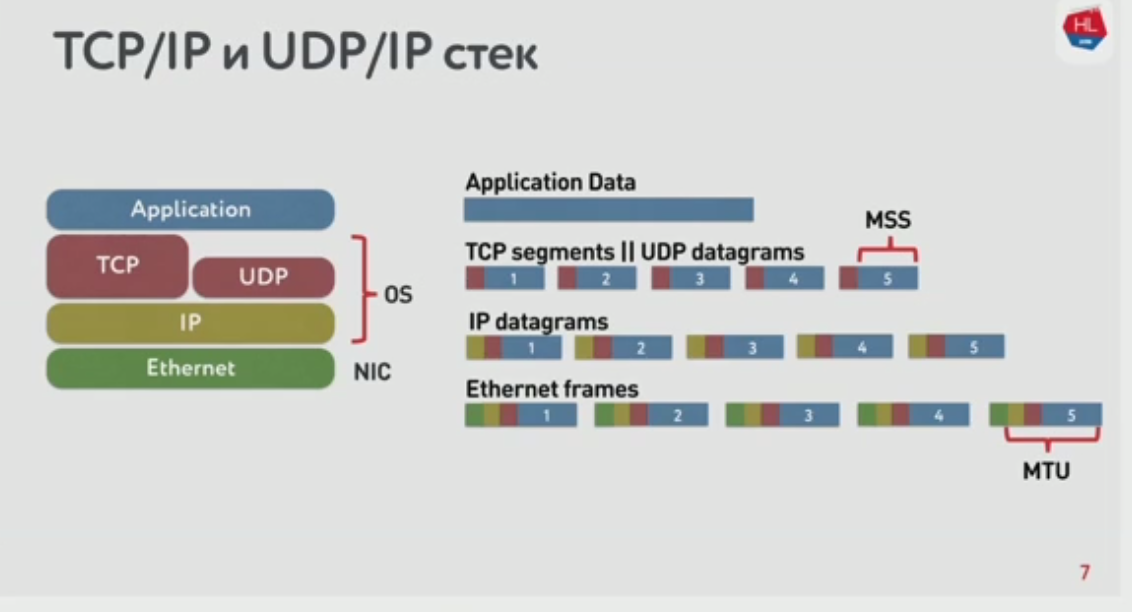 TCP/IP и UDP/IP стек
HL
Application
TCP
UDP
IP
Ethernet
OS
NIC
Application Data
MSS
TCP segments || UDP datagrams
1 2 3 4 5
IP datagrams
1 2 3 4 5
Ethernet frames
1 2 3 4 5
MTU
7